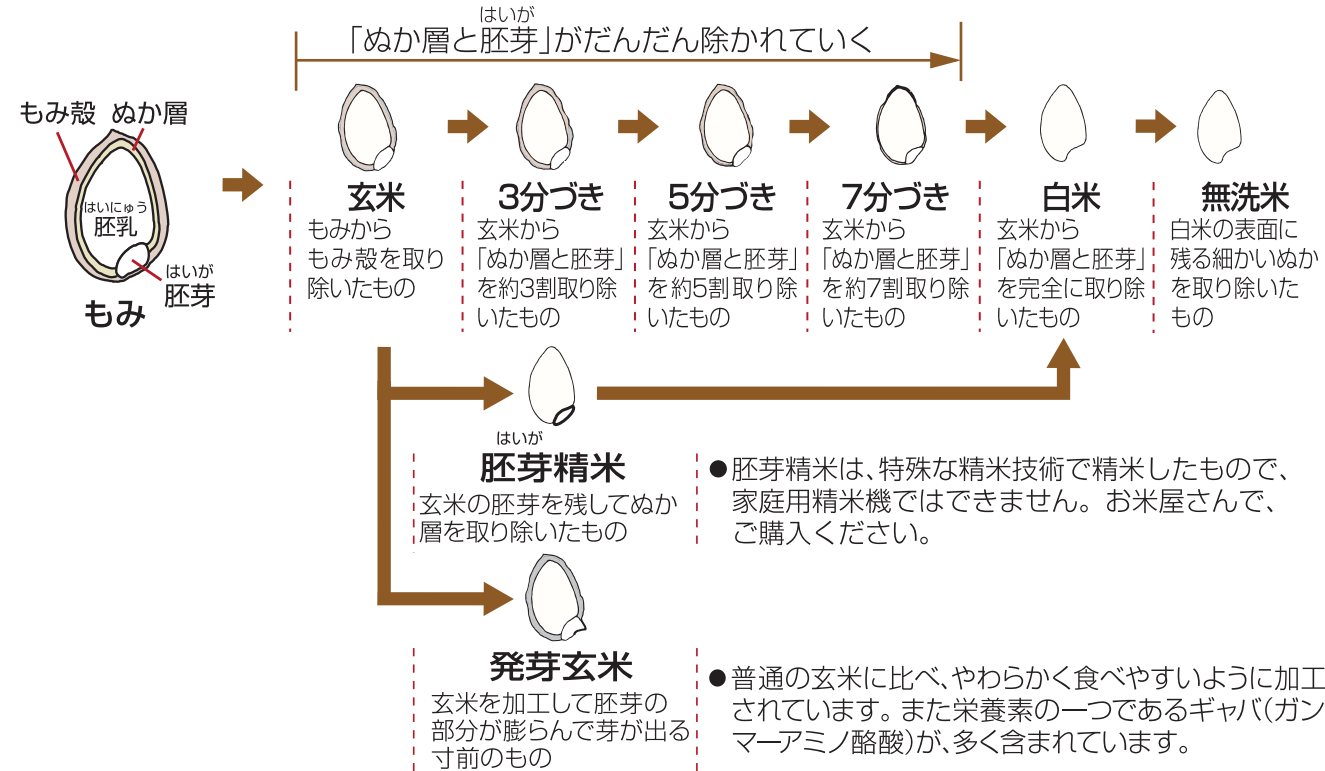 はいが
「ぬか層と胚芽」がだんだん除かれていく
もみ殻 ぬか層
はいにゅう
胚乳
はいが
胚芽
もみ
玄米
もみから
もみ殻を取り
除いたもの
3分づき
玄米から
「ぬか層と胚芽」
を約3割取り除
いたもの
5分づき
玄米から
「ぬか層と胚芽」
を約5割取り除
いたもの
7分づき
玄米から
「ぬか層と胚芽」
を約7割取り除
いたもの
白米
玄米から
「ぬか層と胚芽」
を完全に取り除
いたもの
無洗米
白米の表面に
残る細かいぬか
を取り除いた
もの
はいが
胚芽精米
玄米の胚芽を残してぬか
層を取り除いたもの
●胚芽精米は、特殊な精米技術で精米したもので、
家庭用精米機ではできません。お米屋さんで、
ご購入ください。
発芽玄米
玄米を加工して胚芽の
部分が膨らんで芽が出る
寸前のもの
●普通の玄米に比べ、やわらかく食べやすいように加工
されています。また栄養素の一つであるギャバ(ガン
マーアミノ酪酸)が、多く含まれています。